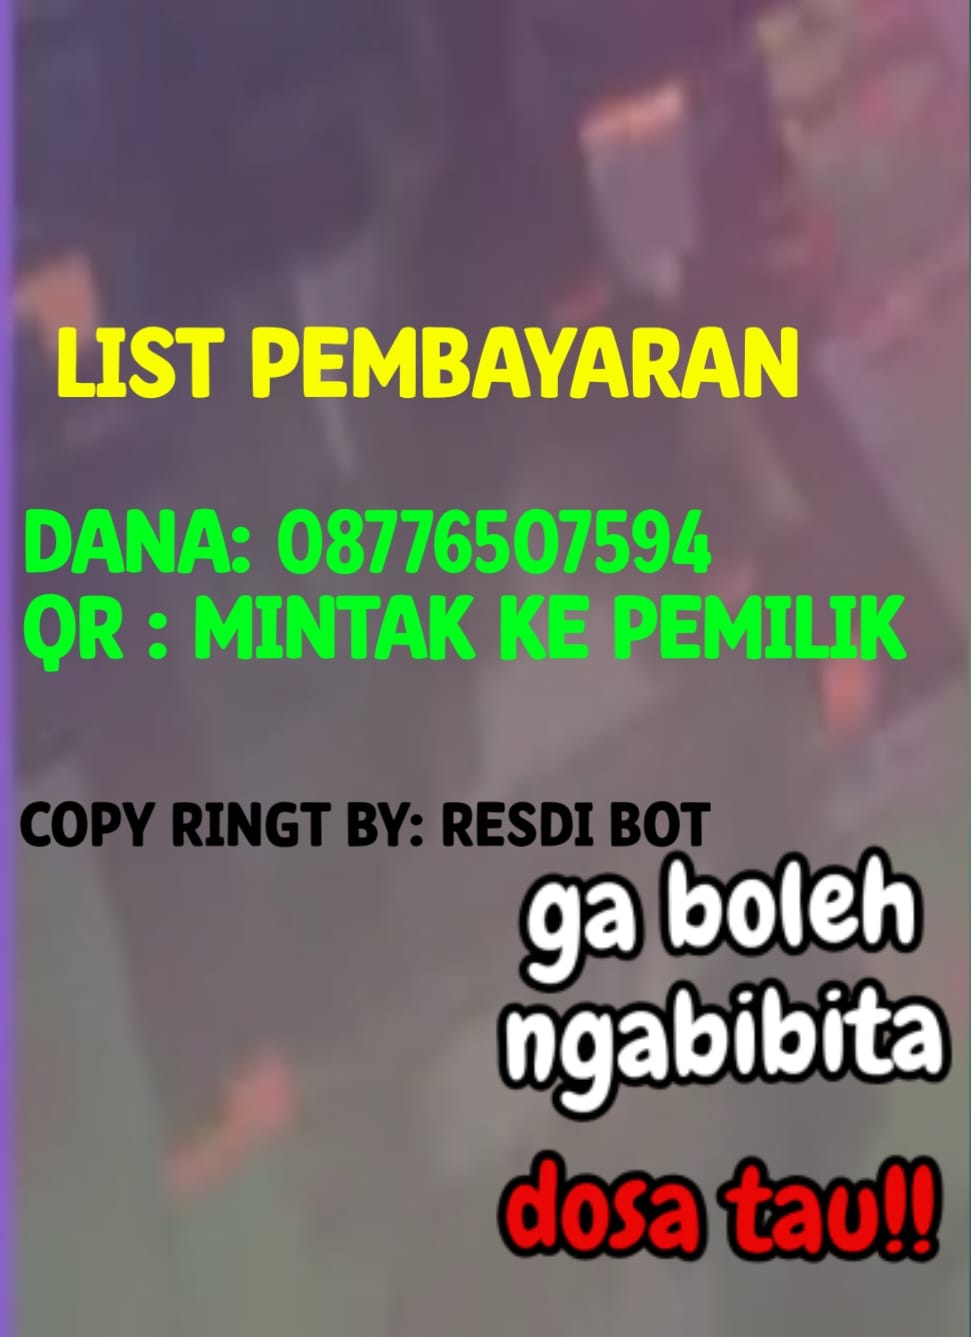 LIST PEMBAYARAN
DANA: 08776507594
QR : MINTAK KE PEMILIK
COPY RINGT BY: RESDI BOT
ga boleh
ngabibita
dosa tau!!